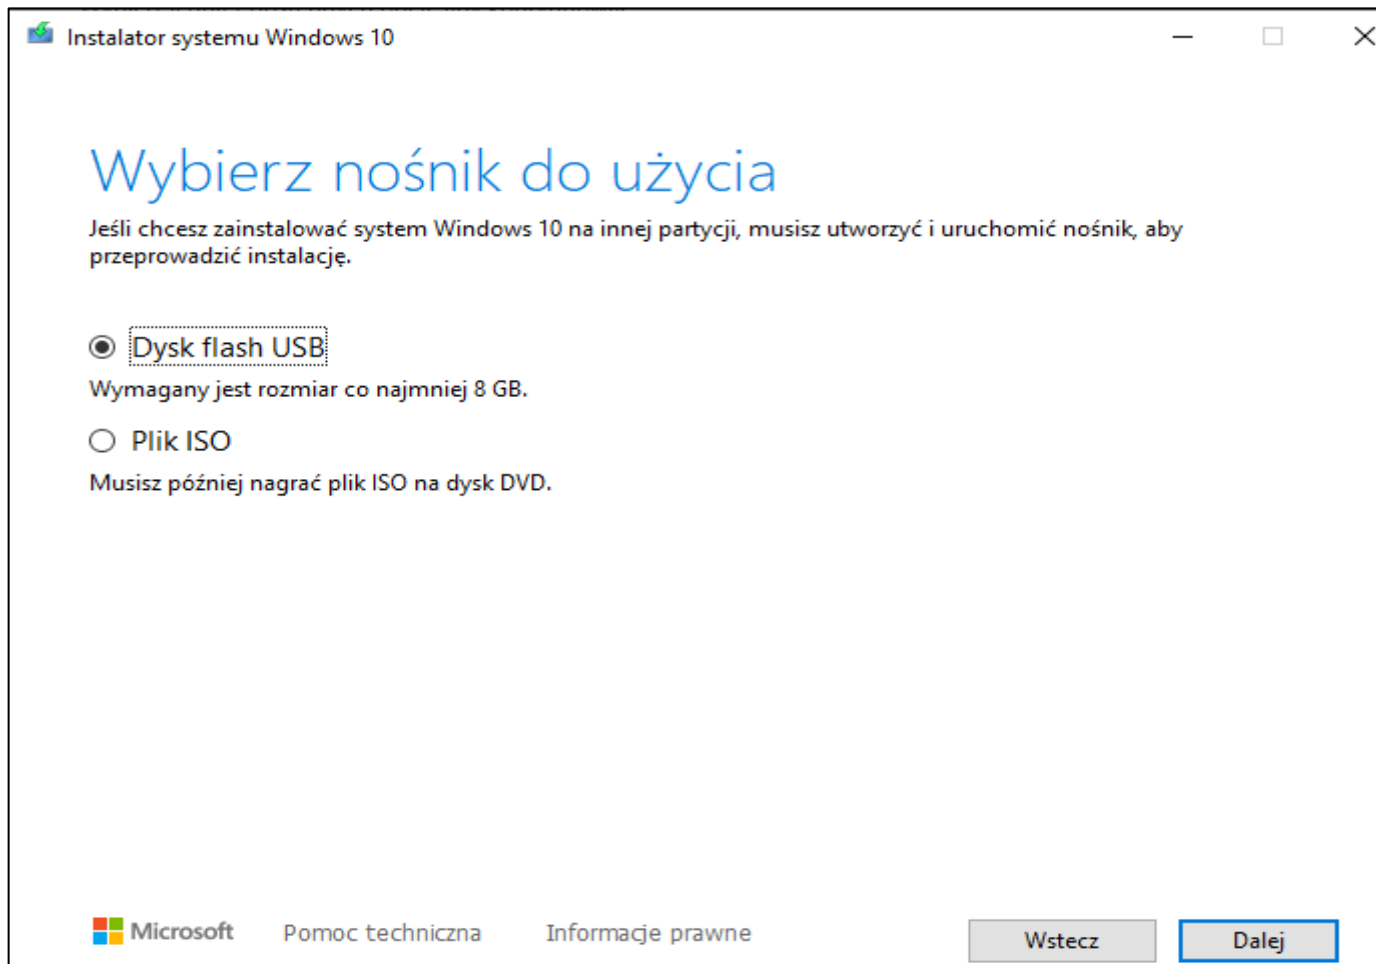 Instalator systemu Windows 10
Wybierz nośnik do użycia
Jeśli chcesz zainstalować system Windows 10 na innej partycji, musisz utworzyć i uruchomić nośnik, aby
przeprowadzić instalację.
Dysk flash USB
Wymagany jest rozmiar co najmniej 8 GB.
Plik ISO
Musisz później nagrać plik ISO na dysk DVD.
Microsoft Pomoc techniczna Informacje prawne Wstecz Dalej